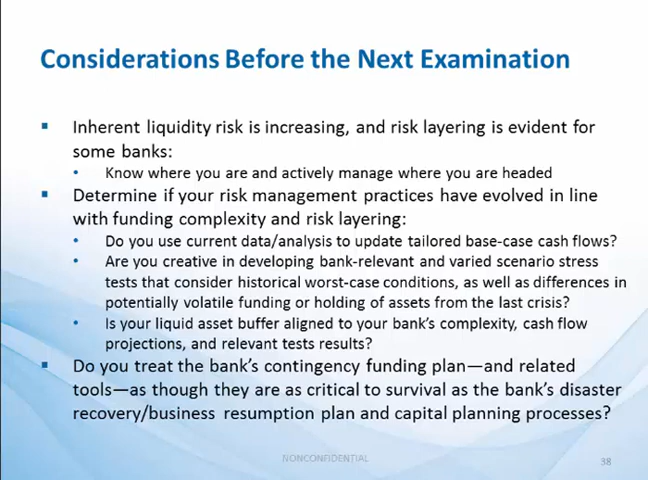 Considerations Before the Next Examination
▪ Inherent liquidity risk is increasing, and risk layering is evident for
some banks:
• Know where you are and actively manage where you are headed
▪ Determine if your risk management practices have evolved in line
with funding complexity and risk layering:
• Do you use current data/analysis to update tailored base-case cash flows?
• Are you creative in developing bank-relevant and varied scenario stress
tests that consider historical worst-case conditions, as well as differences in
potentially volatile funding or holding of assets from the last crisis?
• Is your liquid asset buffer aligned to your bank's complexity, cash flow
projections, and relevant tests results?
▪ Do you treat the bank's contingency funding plan—and related
tools—as though they are as critical to survival as the bank's disaster
recovery/business resumption plan and capital planning processes?
NONCONFIDENTIAL
38